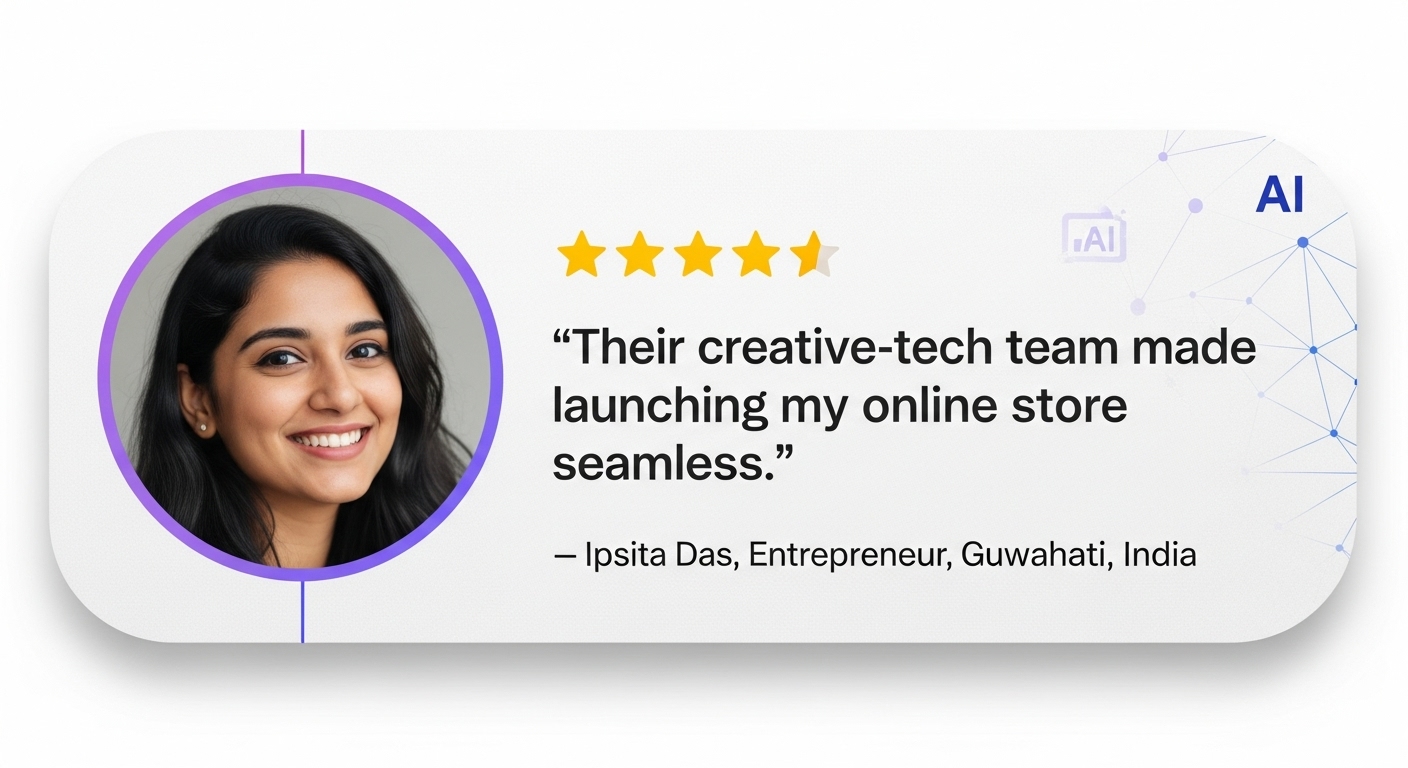 AI
AI
“Their creative-tech team made
launching my online store
seamless.”
– Ipsita Das, Entrepreneur, Guwahati, India